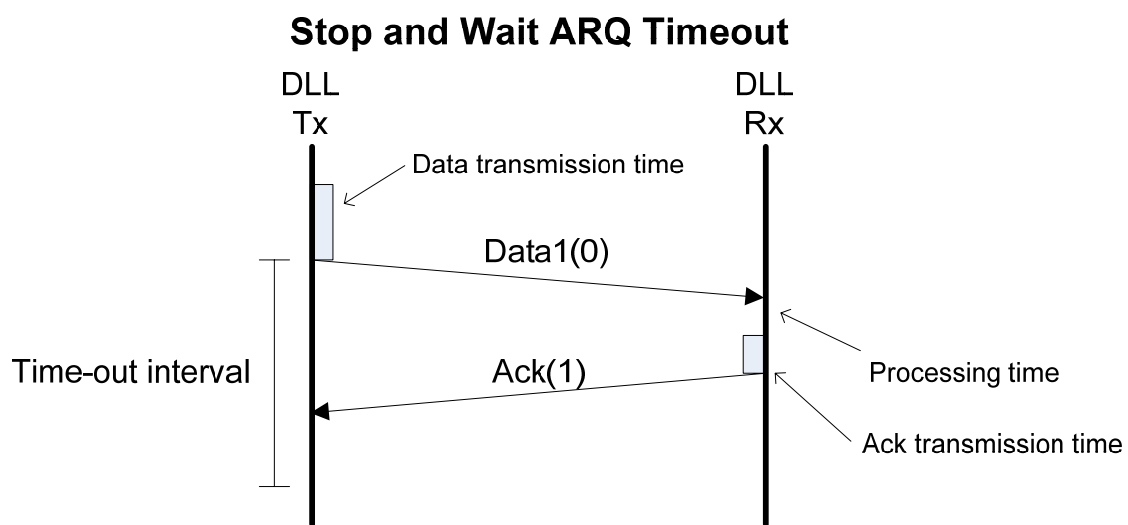 Stop and Wait ARQ Timeout
DLL
Tx
DLL
Rx
Data transmission time
Data1(0)
Time-out interval
Ack(1)
Processing time
Ack transmission time